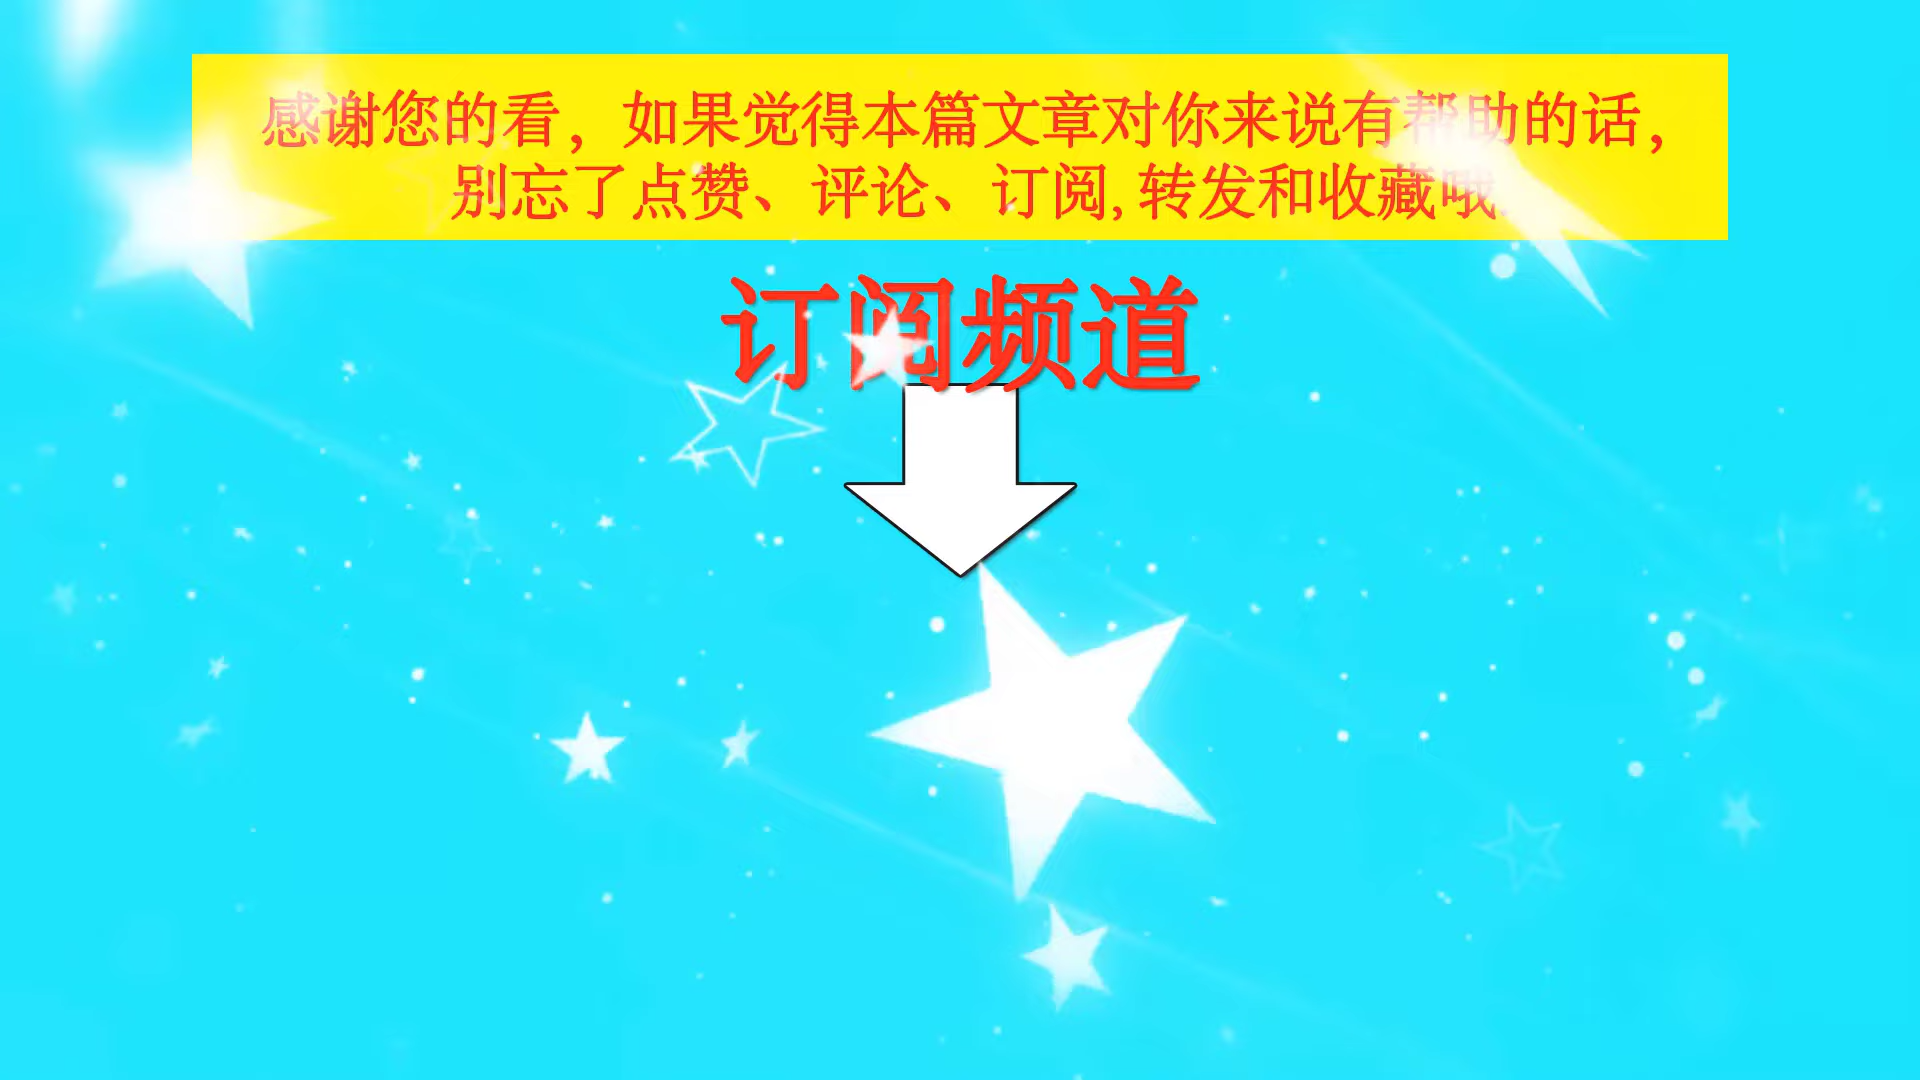 感谢您的看，如果觉得本篇文章对你来说有帮助的话，
别忘了点赞、评论、订阅,转发和收藏哦.
订阅频道